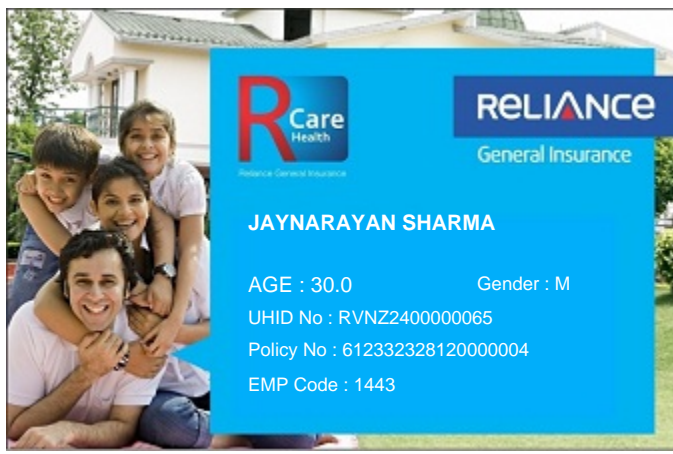 R Care
Health
Reliance General Insurance
RELIANCE
General Insurance
JAYNARAYAN SHARMA
AGE : 30.0 Gender : M
UHID No : RVNZ2400000065
Policy No : 612332328120000004
EMP Code : 1443